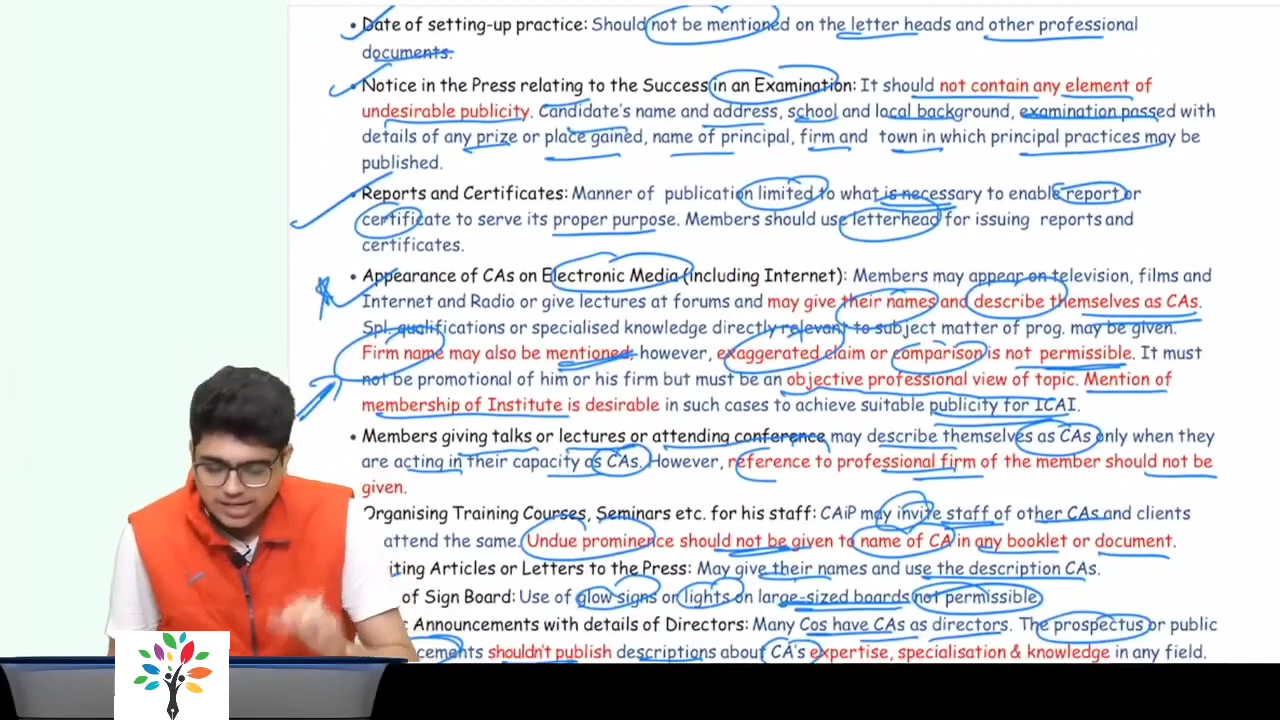 • Date of setting-up practice: Should not be mentioned on the letter heads and other professional
documents.
• Notice in the Press relating to the Success in an Examination: It should not contain any element of
undesirable publicity. Candidate's name and address, school and local background, examination passed with
details of any prize or place gained, name of principal, firm and town in which principal practices may be
published.
• Reports and Certificates: Manner of publication limited to what is necessary to enable report or
certificate to serve its proper purpose. Members should use letterhead for issuing reports and
certificates.
• Appearance of CAs on Electronic Media (including Internet): Members may appear on television, films and
Internet and Radio or give lectures at forums and may give their names and describe themselves as CAs.
Spl. qualifications or specialised knowledge directly relevant to subject matter of prog. may be given.
Firm name may also be mentioned, however, exaggerated claim or comparison is not permissible. It must
not be promotional of him or his firm but must be an objective professional view of topic. Mention of
membership of Institute is desirable in such cases to achieve suitable publicity for ICAI.
• Members giving talks or lectures or attending conference may describe themselves as CAs only when they
are acting in their capacity as CAs. However, reference to professional firm of the member should not be
given.
Organising Training Courses, Seminars etc. for his staff: CAiP may invite staff of other CAs and clients
attend the same. Undue prominence should not be given to name of CA in any booklet or document.
iting Articles or Letters to the Press: May give their names and use the description CAs.
of Sign Board: Use of glow signs or lights on large-sized boards not permissible
Announcements with details of Directors: Many Cos have CAs as directors. The prospectus or public
cements shouldn't publish descriptions about CA's expertise, specialisation & knowledge in any field.